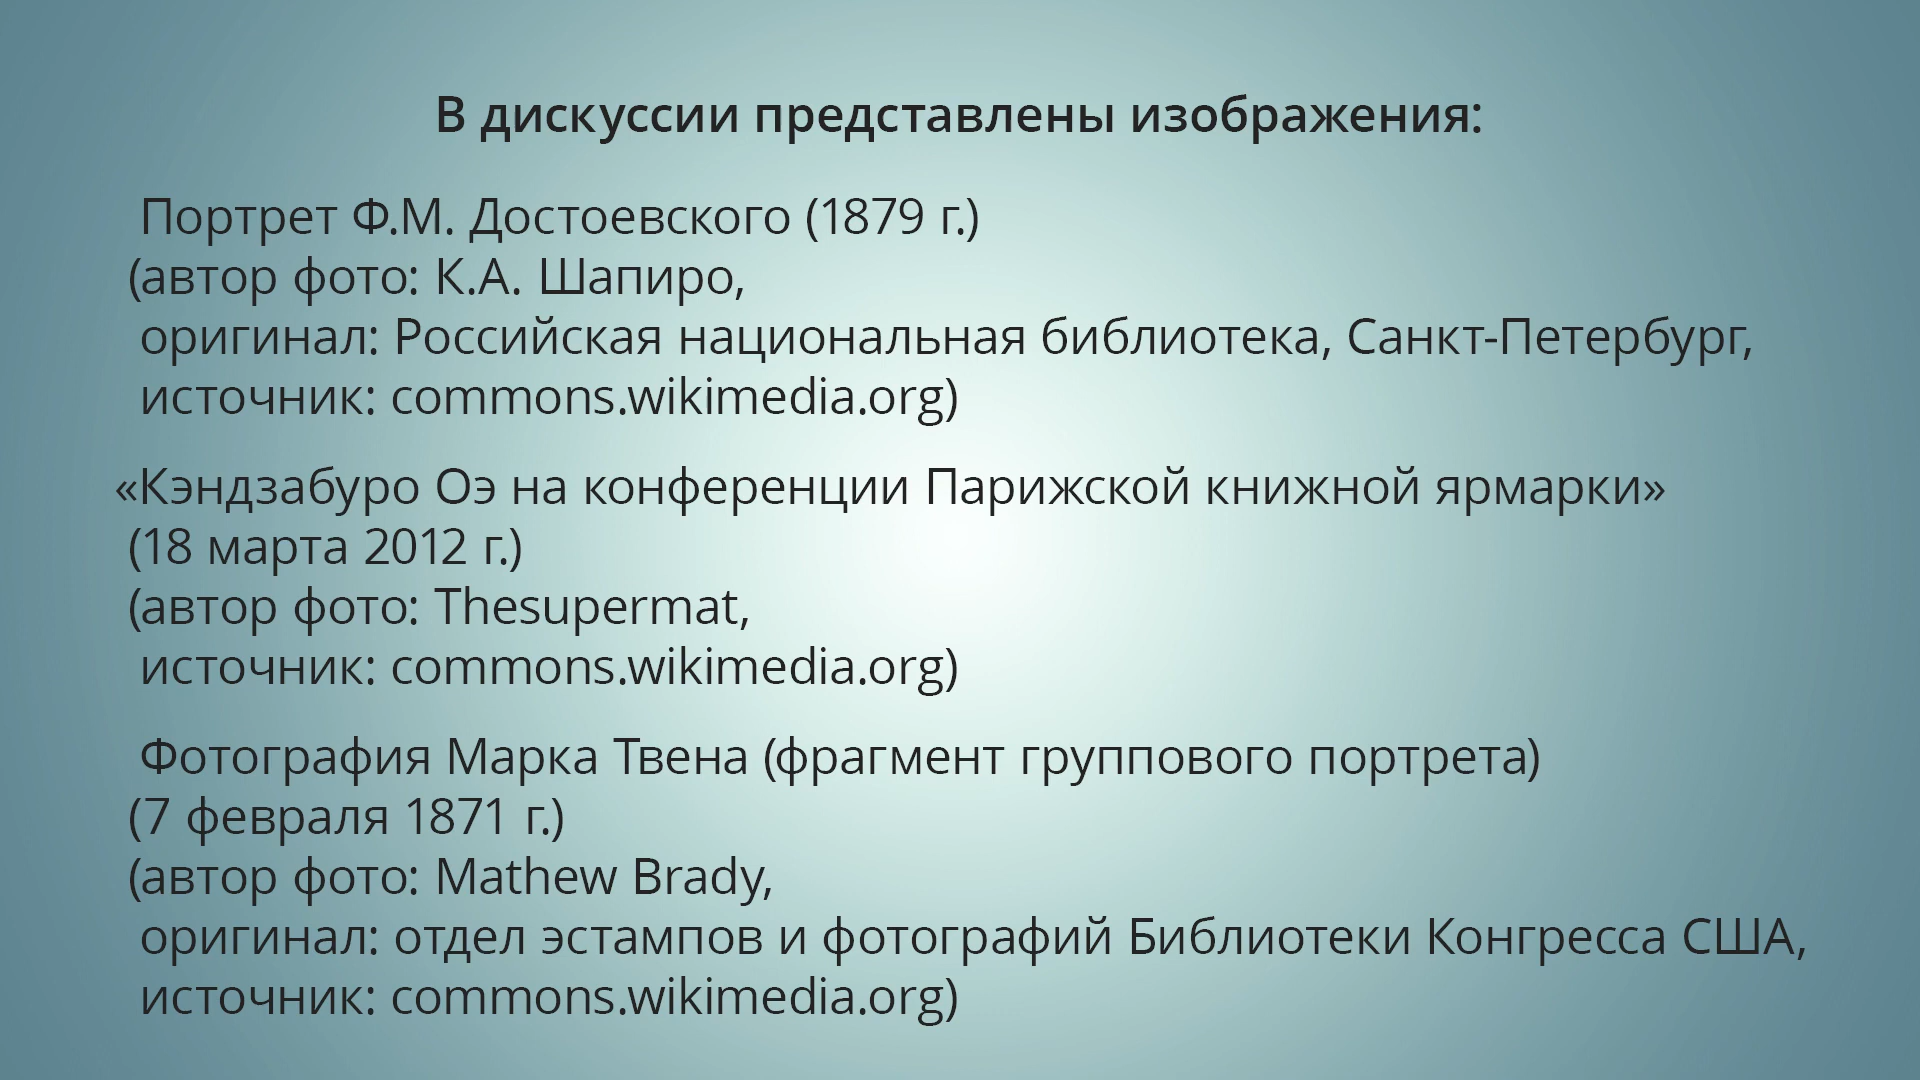 В дискуссии представлены изображения:
Портрет Ф.М. Достоевского (1879 г.)
(автор фото: К.А. Шапиро,
оригинал: Российская национальная библиотека, Санкт-Петербург,
источник: commons.wikimedia.org)
«Кэндзабуро Оэ на конференции Парижской книжной ярмарки»
(18 марта 2012 г.)
(автор фото: Thesupermat,
источник: commons.wikimedia.org)
Фотография Марка Твена (фрагмент группового портрета)
(7 февраля 1871 г.)
(автор фото: Mathew Brady,
оригинал: отдел эстампов и фотографий Библиотеки Конгресса США,
источник: commons.wikimedia.org)